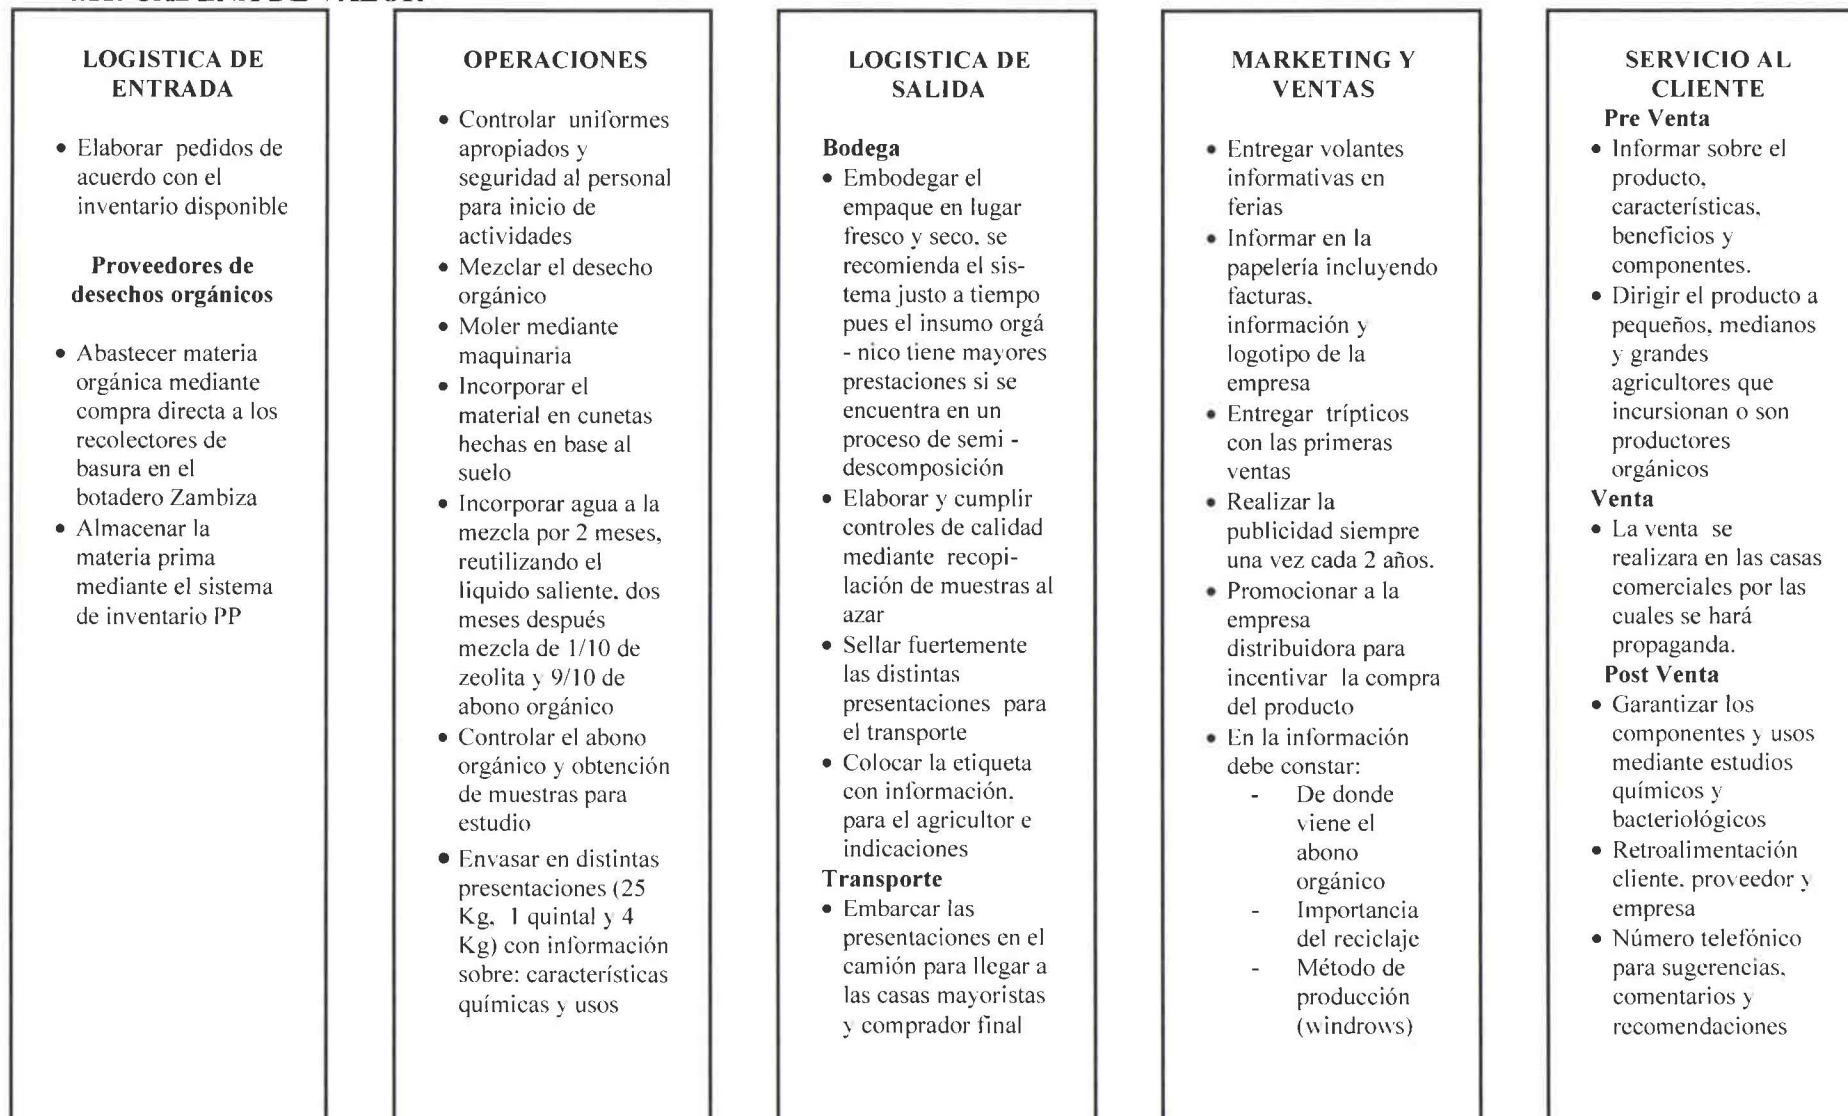 LOGISTICA DE
ENTRADA
• Elaborar pedidos de
acuerdo con el
inventario disponible
Proveedores de
desechos orgánicos
• Abastecer materia
orgánica mediante
compra directa a los
recolectores de
basura en el
botadero Zambiza
• Almacenar la
materia prima
mediante el sistema
de inventario PP
OPERACIONES
• Controlar uniformes
apropiados y
seguridad al personal
para inicio de
actividades
• Mezclar el desecho
orgánico
• Moler mediante
maquinaria
• Incorporar el
material en cunetas
hechas en base al
suelo
• Incorporar agua a la
mezcla por 2 meses,
reutilizando el
liquido saliente, dos
meses después
mezcla de 1/10 de
zeolita y 9/10 de
abono orgánico
• Controlar el abono
orgánico y obtención
de muestras para
estudio
• Envasar en distintas
presentaciones (25
Kg, 1 quintal y 4
Kg) con información
sobre: características
químicas y usos
LOGISTICA DE
SALIDA
Bodega
• Embodegar el
empaque en lugar
fresco y seco, se
recomienda el sis-
tema justo a tiempo
pues el insumo orgá
- nico tiene mayores
prestaciones si se
encuentra en un
proceso de semi -
descomposición
• Elaborar y cumplir
controles de calidad
mediante recopi-
lación de muestras al
azar
• Sellar fuertemente
las distintas
presentaciones para
el transporte
• Colocar la etiqueta
con información,
para el agricultor e
indicaciones
Transporte
• Embarcar las
presentaciones en el
camión para llegar a
las casas mayoristas
y comprador final
MARKETING Y
VENTAS
• Entregar volantes
informativas en
ferias
• Informar en la
papelería incluyendo
facturas,
información y
logotipo de la
empresa
• Entregar trípticos
con las primeras
ventas
• Realizar la
publicidad siempre
una vez cada 2 años.
• Promocionar a la
empresa
distribuidora para
incentivar la compra
del producto
• En la información
debe constar:
- De donde
viene el
abono
orgánico
- Importancia
del reciclaje
- Método de
producción
(windrows)
SERVICIO AL
CLIENTE
Pre Venta
• Informar sobre el
producto,
características,
beneficios y
componentes.
• Dirigir el producto a
pequeños, medianos
y grandes
agricultores que
incursionan o son
productores
orgánicos
Venta
• La venta se
realizara en las casas
comerciales por las
cuales se hará
propaganda.
Post Venta
• Garantizar los
componentes y usos
mediante estudios
químicos y
bacteriológicos
• Retroalimentación
cliente, proveedor y
empresa
• Número telefónico
para sugerencias,
comentarios y
recomendaciones